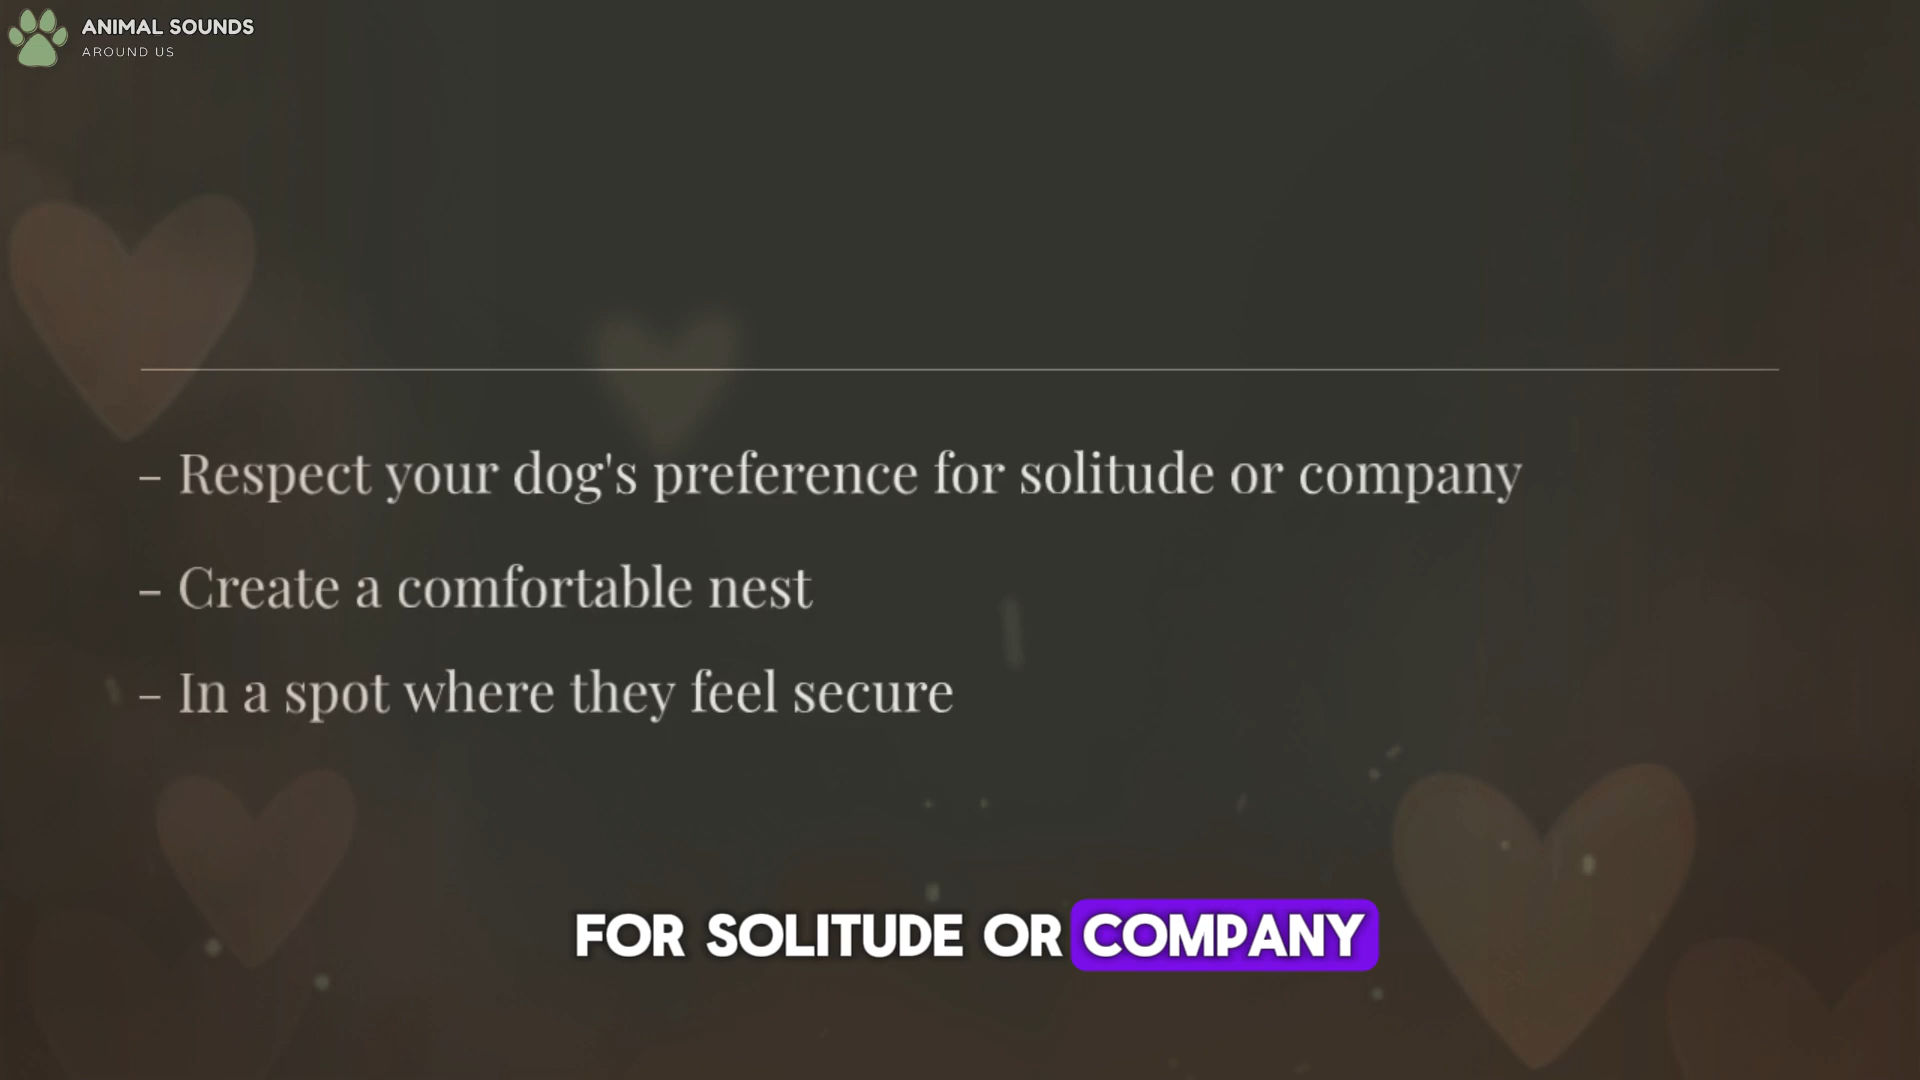 ANIMAL SOUNDS
AROUND US
– Respect your dog's preference for solitude or company
– Create a comfortable nest
– In a spot where they feel secure
FOR SOLITUDE OR COMPANY